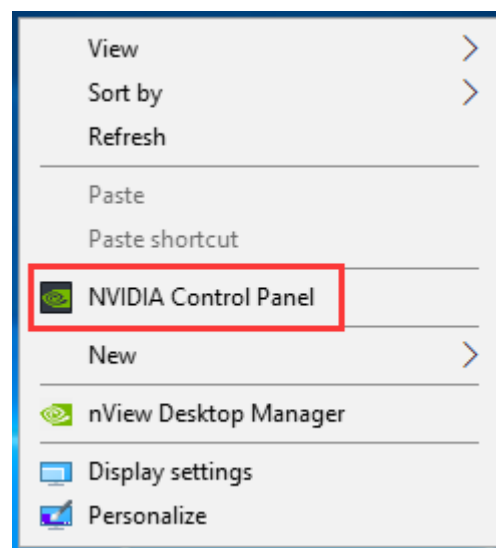 View
Sort by
Refresh
Paste
Paste shortcut
NVIDIA Control Panel
New
nView Desktop Manager
Display settings
Personalize